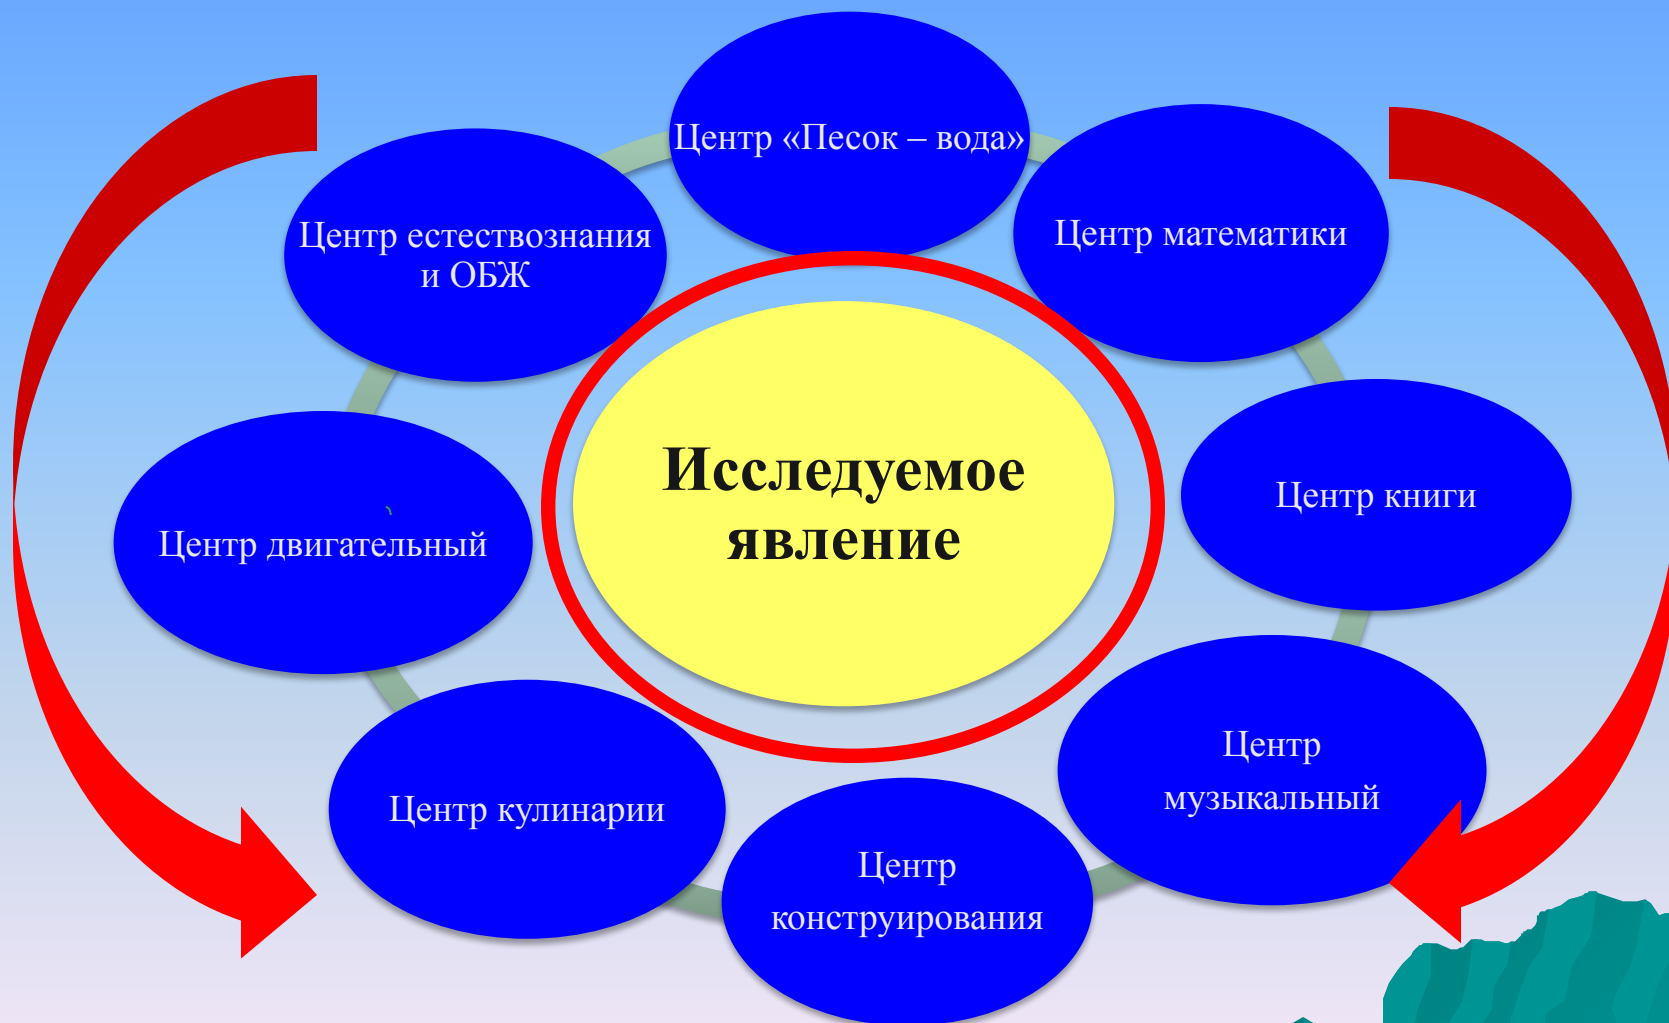 Центр «Песок – вода»
Центр математики
Центр естествознания
и ОБЖ
Исследуемое
явление
Центр книги
Центр двигательный
Центр
музыкальный
Центр кулинарии
Центр
конструирования